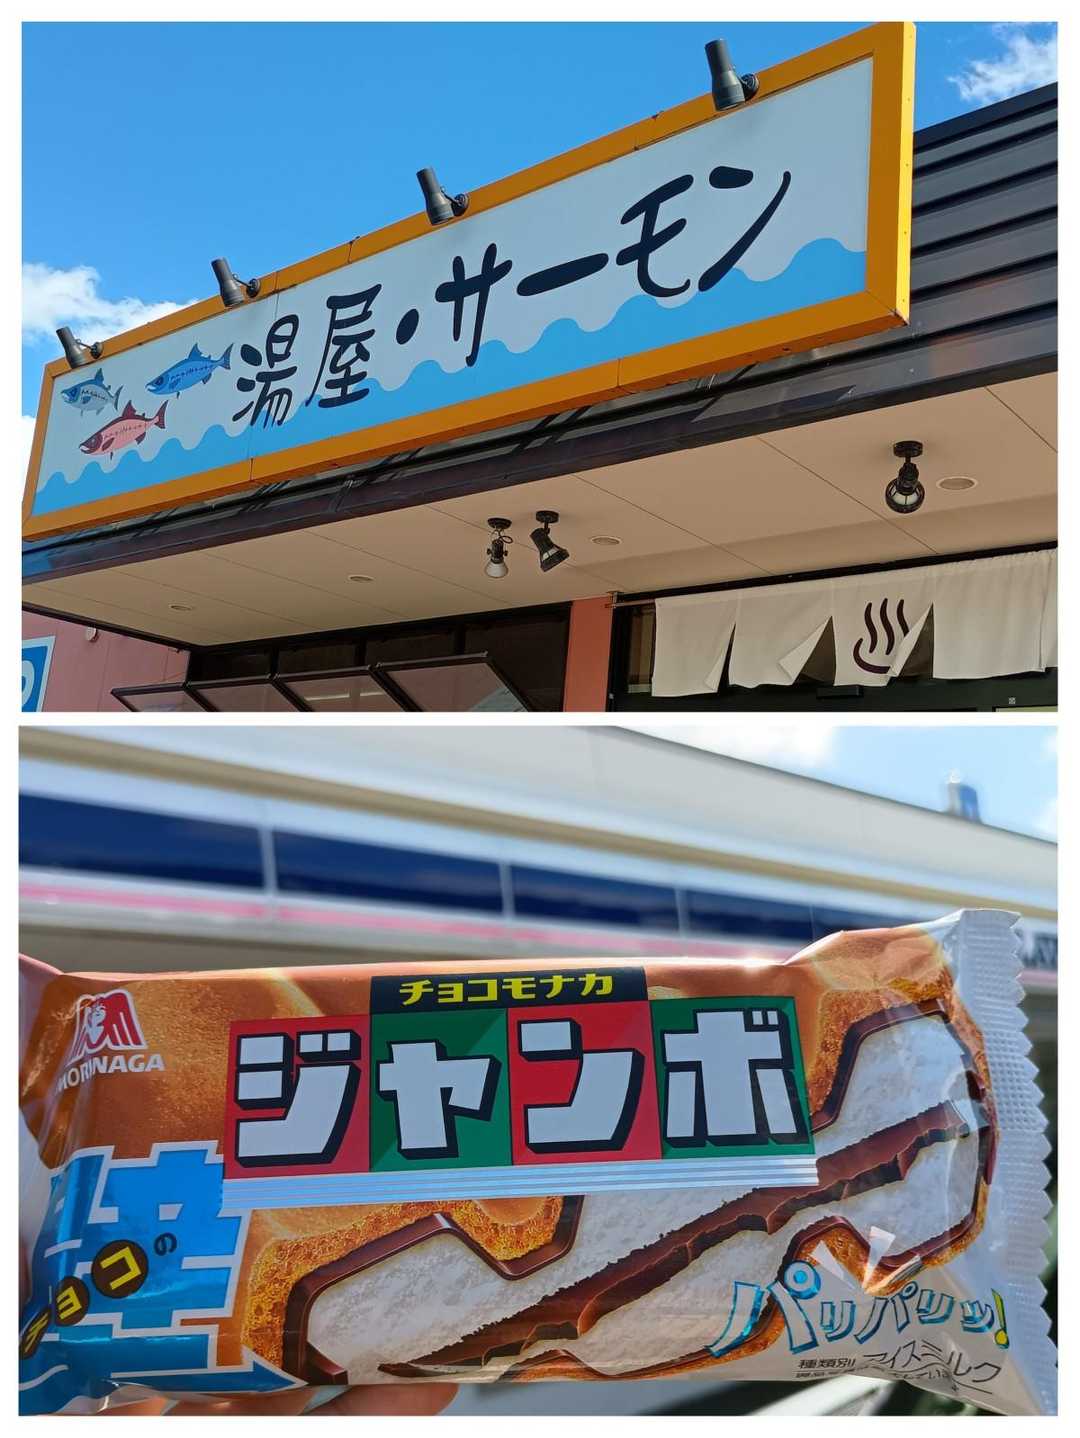 湯屋・サーモン
チョコモナカ
ジャンボ
MORINAGA
チョコの
壁
パリパリッ!
種類別 アイスミルク